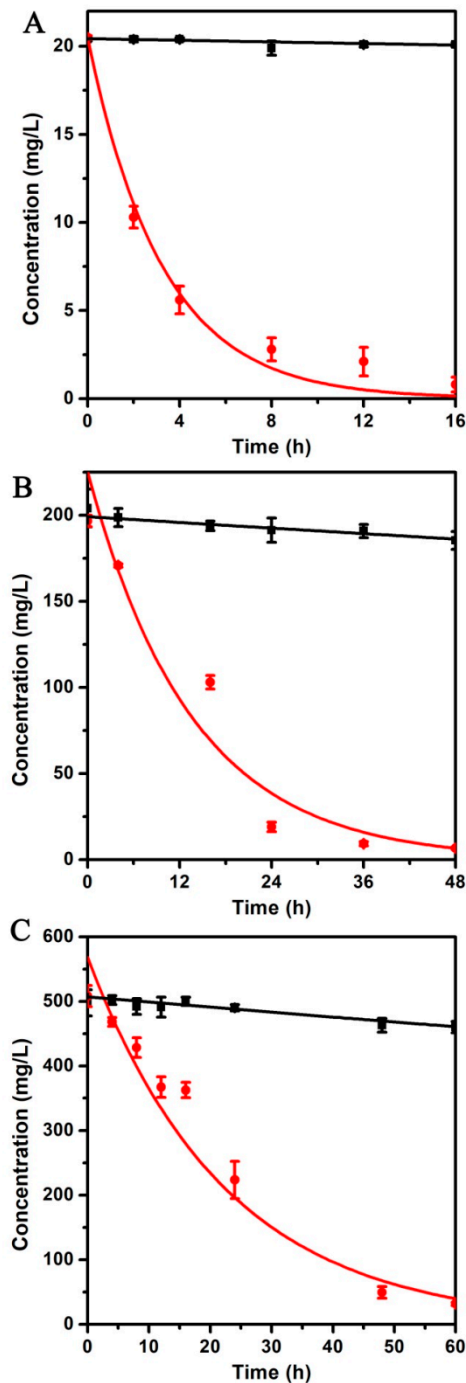 A
20
15
10
5
0
Concentration (mg/L)
0 4 8 12 16
Time (h)
B
200
150
100
50
0
Concentration (mg/L)
0 12 24 36 48
Time (h)
C
600
500
400
300
200
100
0
Concentration (mg/L)
0 10 20 30 40 50 60
Time (h)